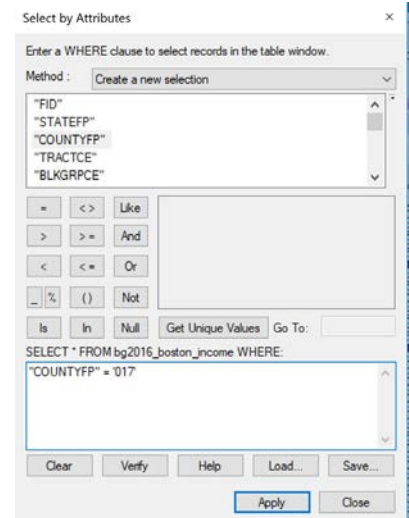 Select by Attributes ×
Enter a WHERE clause to select records in the table window.
Method : Create a new selection
"FID"
"STATEFP"
"COUNTYFP"
"TRACTCE"
"BLKGRPCE"
= <> Like
> > = And
< < = Or
_ % () Not
Is In Null Get Unique Values Go To:
SELECT * FROM bg2016_boston_income WHERE:
"COUNTYFP" = '017'
Clear Verify Help Load... Save...
Apply Close